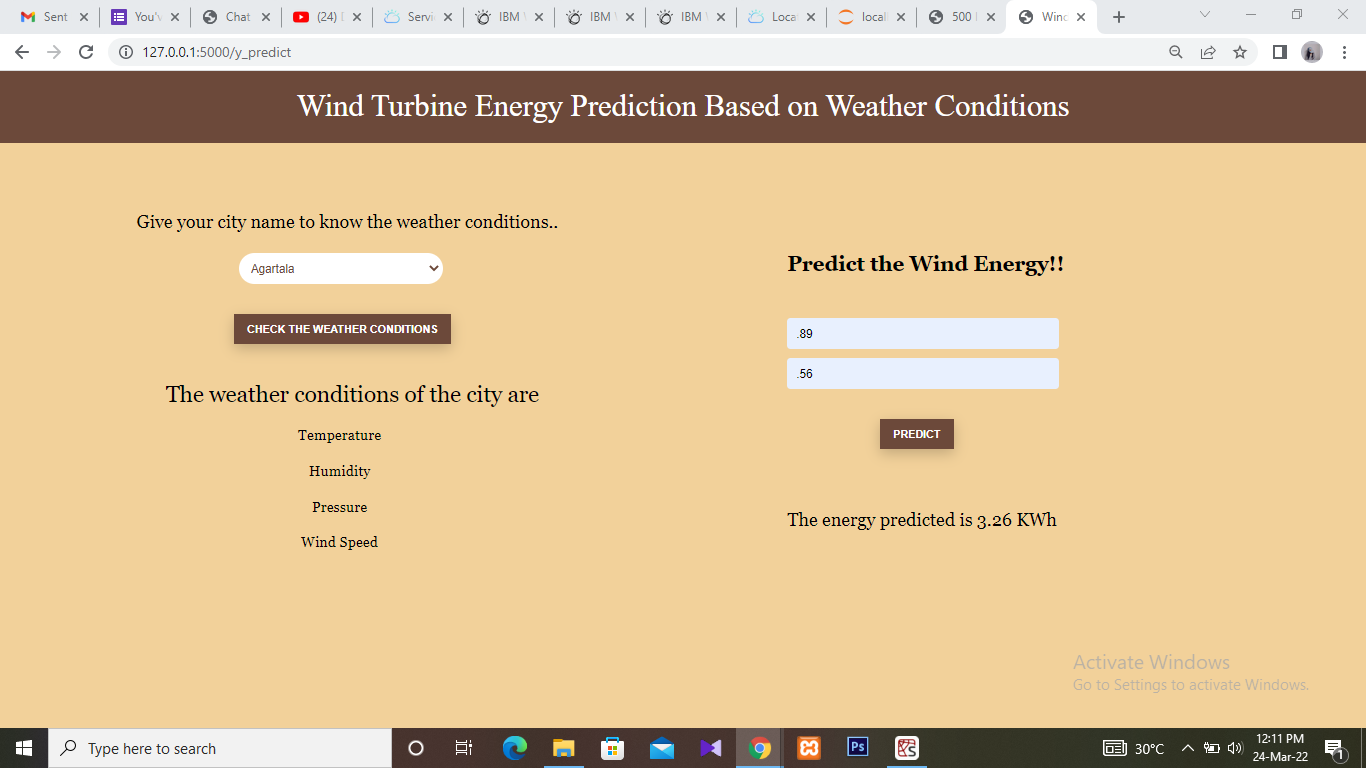 Sent
You'v
Chat
(24)
Servi
IBM
IBM
IBM
Loca
local
500
Wind
127.0.0.1:5000/y_predict
Wind Turbine Energy Prediction Based on Weather Conditions
Give your city name to know the weather conditions..
Agartala
CHECK THE WEATHER CONDITIONS
The weather conditions of the city are
Temperature
Humidity
Pressure
Wind Speed
Predict the Wind Energy!!
.89
.56
PREDICT
The energy predicted is 3.26 KWh
Activate Windows
Go to Settings to activate Windows.
Type here to search
Ps
30°C
12:11 PM
24-Mar-22
1